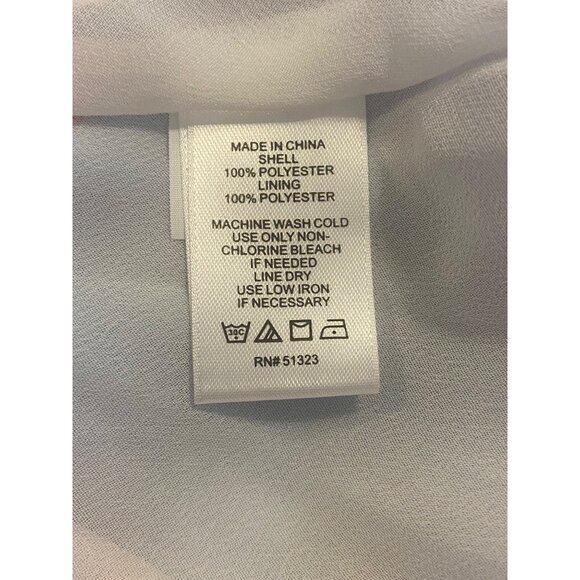 MADE IN CHINA
SHELL
100% POLYESTER
LINING
100% POLYESTER
MACHINE WASH COLD
USE ONLY NON-
CHLORINE BLEACH
IF NEEDED
LINE DRY
USE LOW IRON
IF NECESSARY
38C
RN# 51323